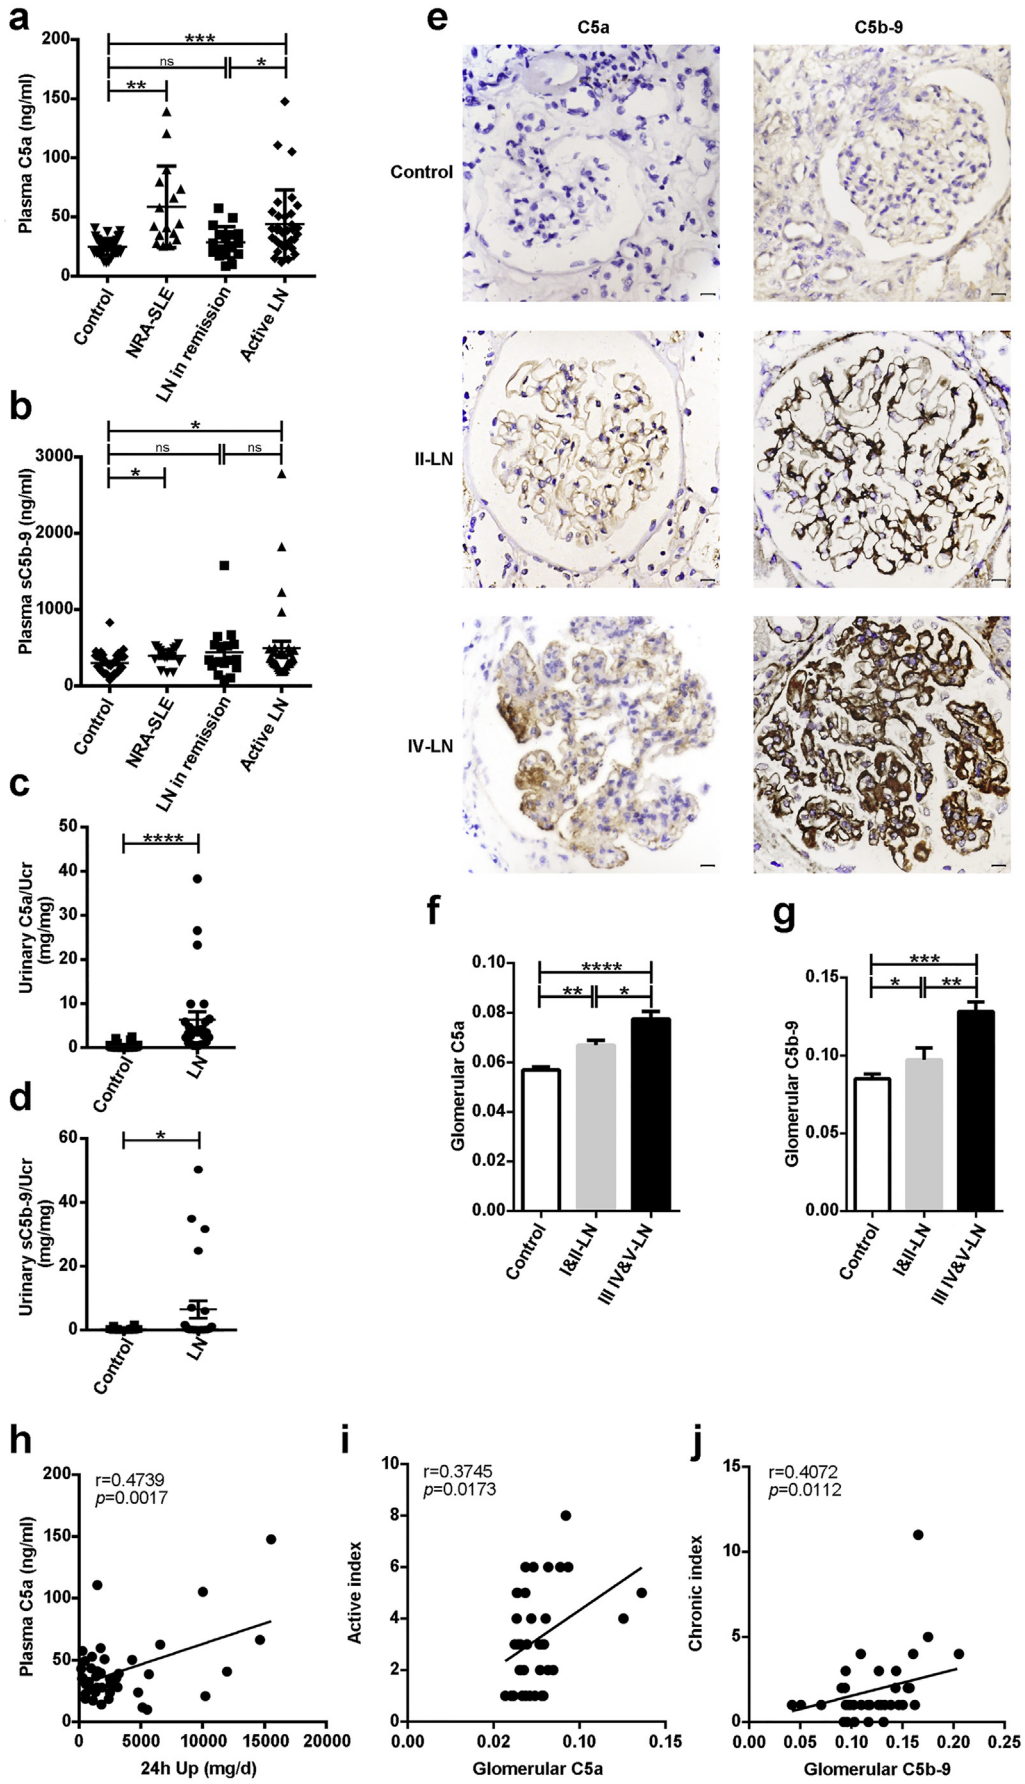 a
***
ns
*
**
Plasma C5a (ng/ml)
200
150
100
50
0
Control
NRA-SLE
LN in remission
Active LN
b
*
ns
ns
*
Plasma sC5b-9 (ng/ml)
3000
2000
1000
0
Control
NRA-SLE
LN in remission
Active LN
c
****
Urinary C5a/Ucr
(mg/mg)
50
40
30
20
10
0
Control
LN
d
*
Urinary sC5b-9/Ucr
(mg/mg)
60
40
20
0
Control
LN
e
C5a
C5b-9
Control
II-LN
IV-LN
f
****
**
*
Glomerular C5a
0.10
0.08
0.06
0.04
0.02
0.00
Control
I&II-LN
III IV&V-LN
g
***
*
**
Glomerular C5b-9
0.15
0.10
0.05
0.00
Control
I&II-LN
III IV&V-LN
h
r=0.4739
p=0.0017
Plasma C5a (ng/ml)
200
150
100
50
0
0
5000
10000
15000
20000
24h Up (mg/d)
i
r=0.3745
p=0.0173
Active index
10
8
6
4
2
0
0.00
0.02
0.10
0.15
Glomerular C5a
j
r=0.4072
p=0.0112
Chronic index
15
10
5
0
0.00
0.05
0.10
0.15
0.20
0.25
Glomerular C5b-9